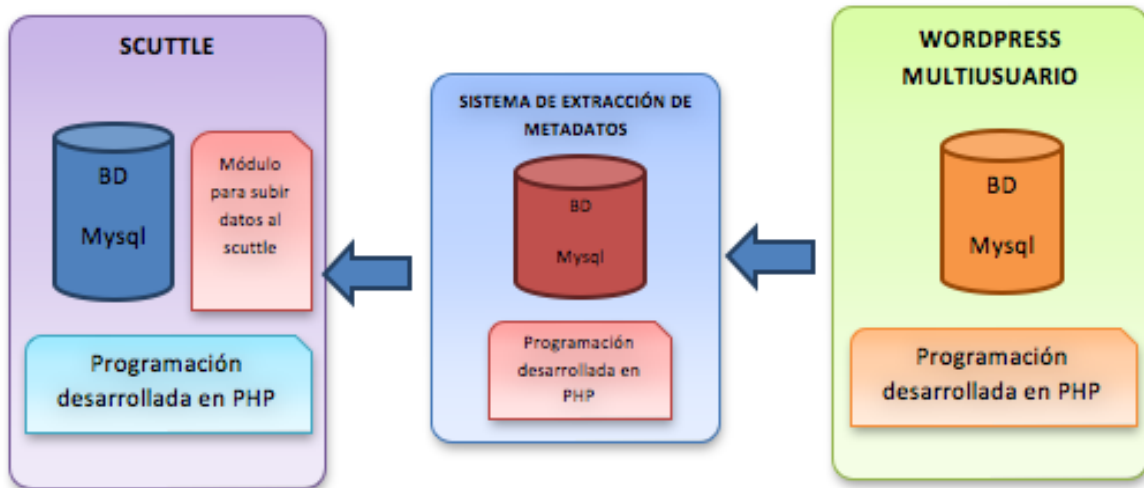 SCUTTLE
BD
Mysql
Módulo
para subir
datos al
scuttle
Programación
desarrollada en PHP
SISTEMA DE EXTRACCIÓN DE
METADATOS
BD
Mysql
Programación
desarrollada en
PHP
WORDPRESS
MULTIUSUARIO
BD
Mysql
Programación
desarrollada en PHP